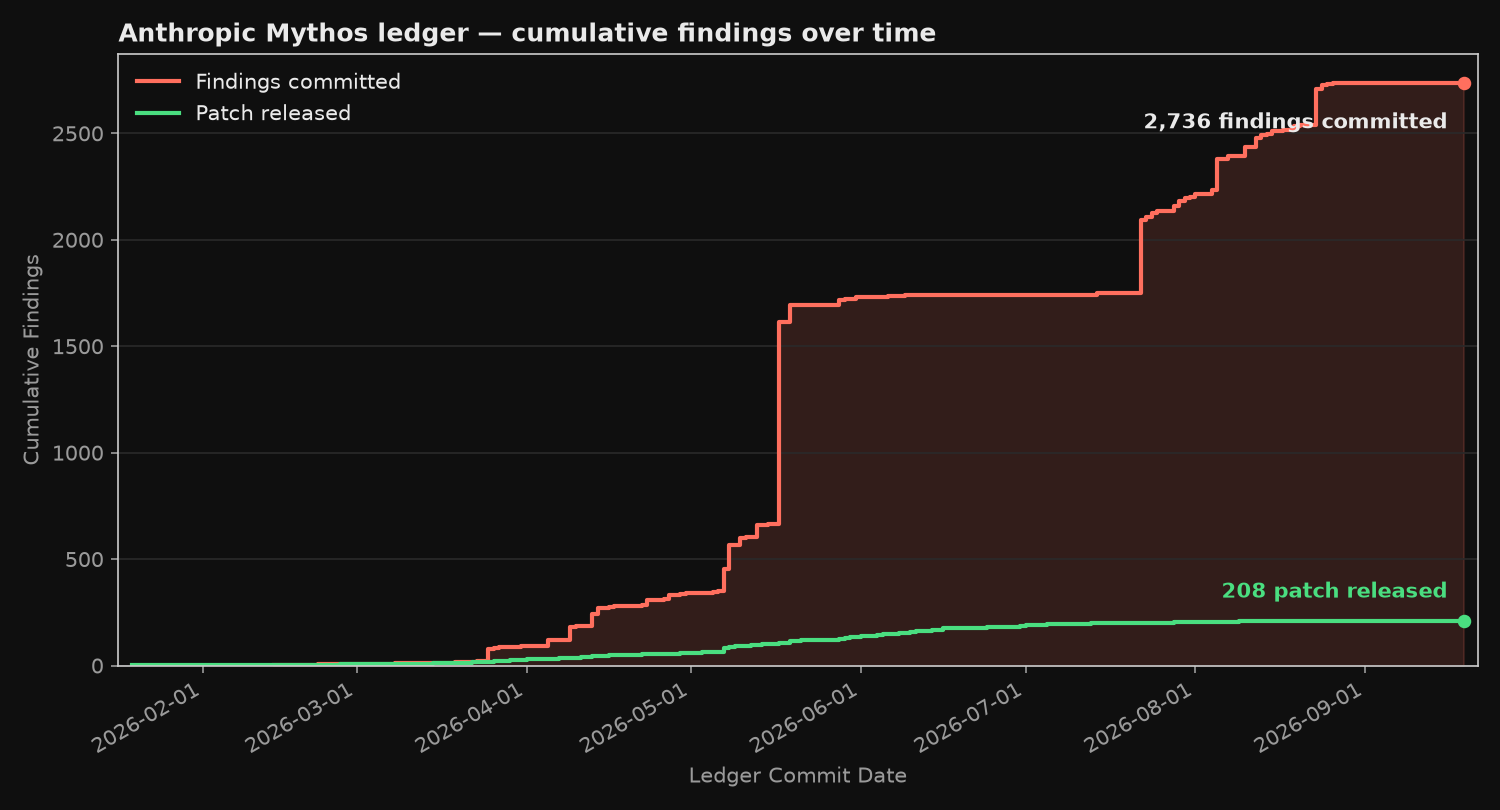 Anthropic Mythos ledger — cumulative findings over time
Findings committed
Patch released
2,736 findings committed
208 patch released
Cumulative Findings
2500
2000
1500
1000
500
0
2026-02-01
2026-03-01
2026-04-01
2026-05-01
2026-06-01
2026-07-01
2026-08-01
2026-09-01
Ledger Commit Date